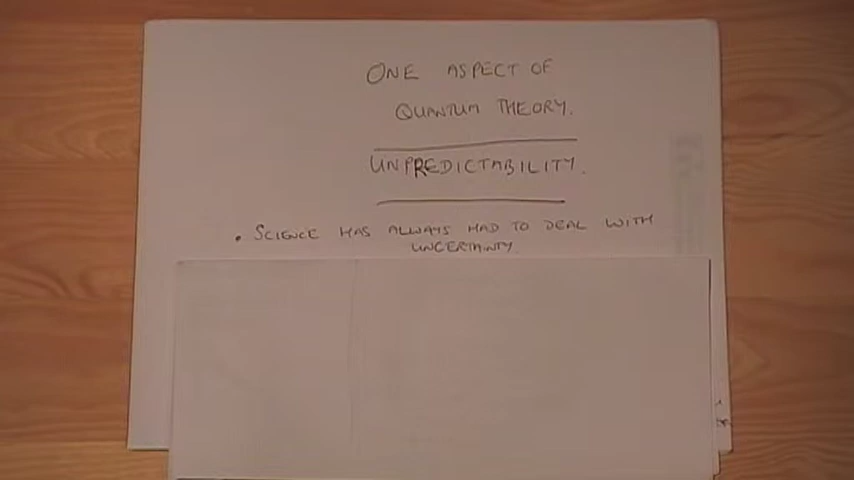 ONE ASPECT OF
QUANTUM THEORY.
UNPREDICTABILITY.
• SCIENCE HAS ALWAYS HAD TO DEAL WITH
UNCERTAINTY.